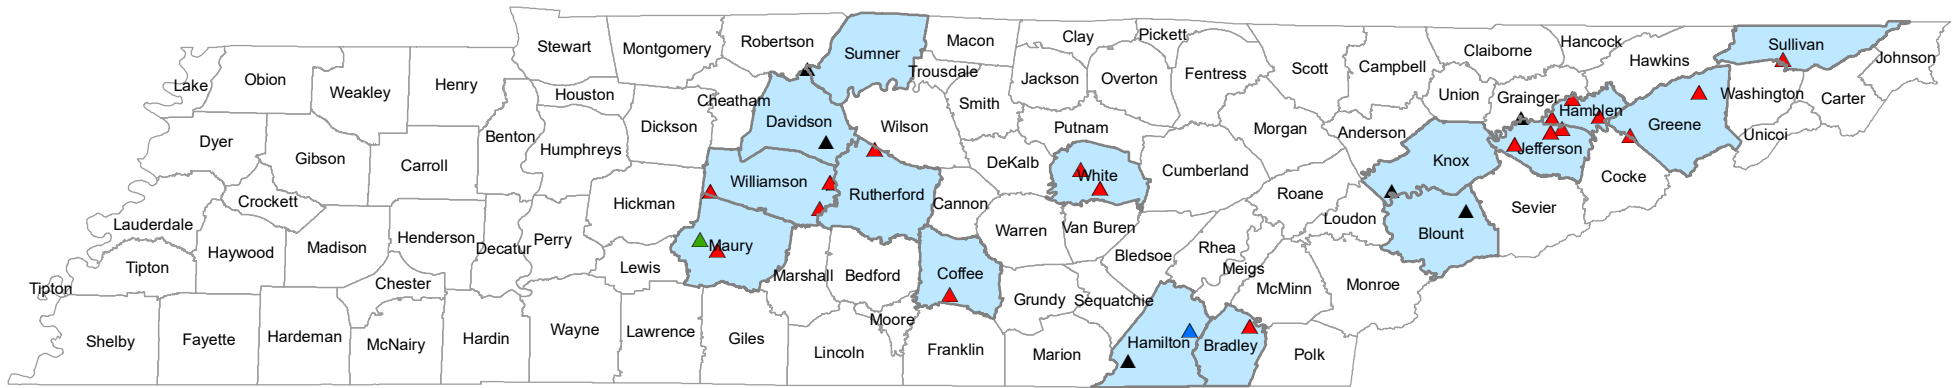 Stewart
Montgomery
Robertson
Sumner
Macon
Clay
Pickett
Claiborne
Hancock
Sullivan
Johnson
Lake
Obion
Weakley
Henry
Houston
Cheatham
Trousdale
Jackson
Overton
Fentress
Scott
Campbell
Union
Grainger
Hawkins
Washington
Carter
Dyer
Gibson
Carroll
Benton
Humphreys
Dickson
Davidson
Wilson
Smith
Putnam
Morgan
Anderson
Hamblen
Greene
Unicoi
Lauderdale
Crockett
Haywood
Madison
Henderson
Decatur
Perry
Hickman
Williamson
Rutherford
Cannon
DeKalb
White
Cumberland
Roane
Knox
Jefferson
Cocke
Sevier
Tipton
Tipton
Chester
Lewis
Maury
Marshall
Bedford
Coffee
Warren
Van Buren
Bledsoe
Rhea
Meigs
Loudon
Blount
Monroe
McMinn
Shelby
Fayette
Hardeman
McNairy
Hardin
Wayne
Lawrence
Giles
Lincoln
Moore
Franklin
Grundy
Sequatchie
Marion
Hamilton
Bradley
Polk